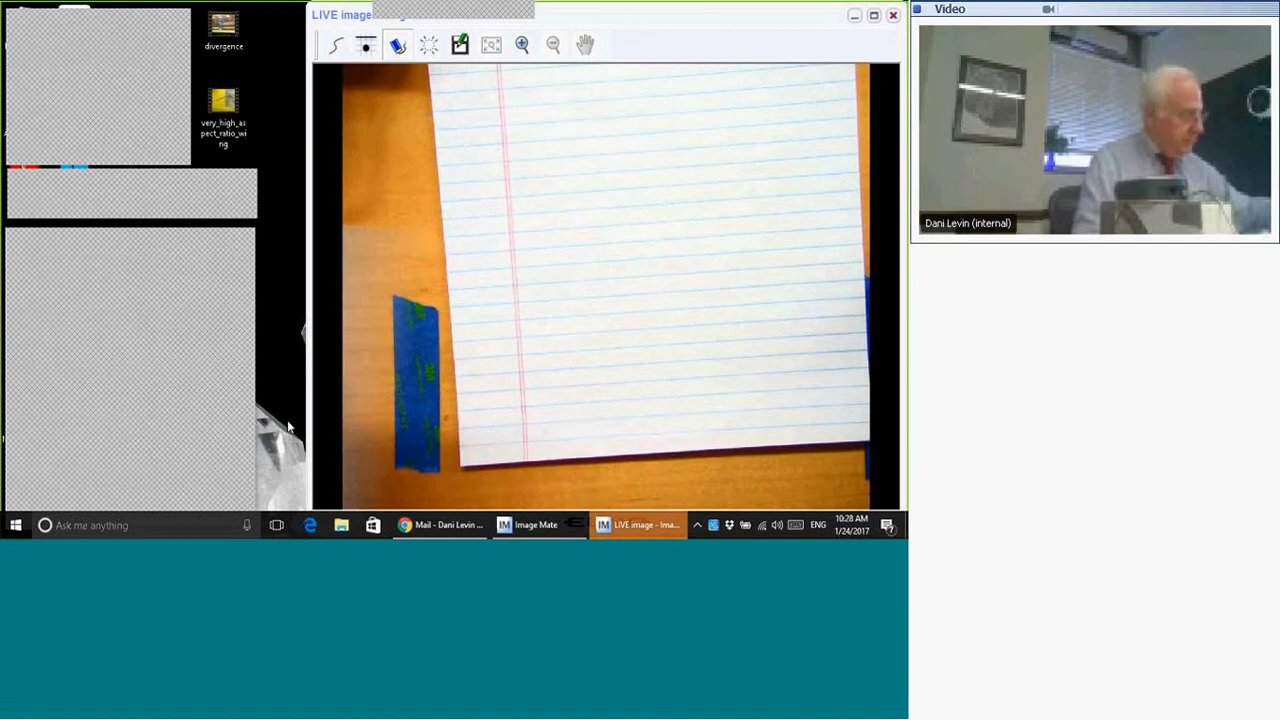 LIVE image
Video
divergence
very_high_as
pect_ratio_wi
ng
Dani Levin (internal)
Ask me anything
Mail - Dani Levin ...
Image Mate
LIVE image - Ima...
ENG
10:28 AM
1/24/2017